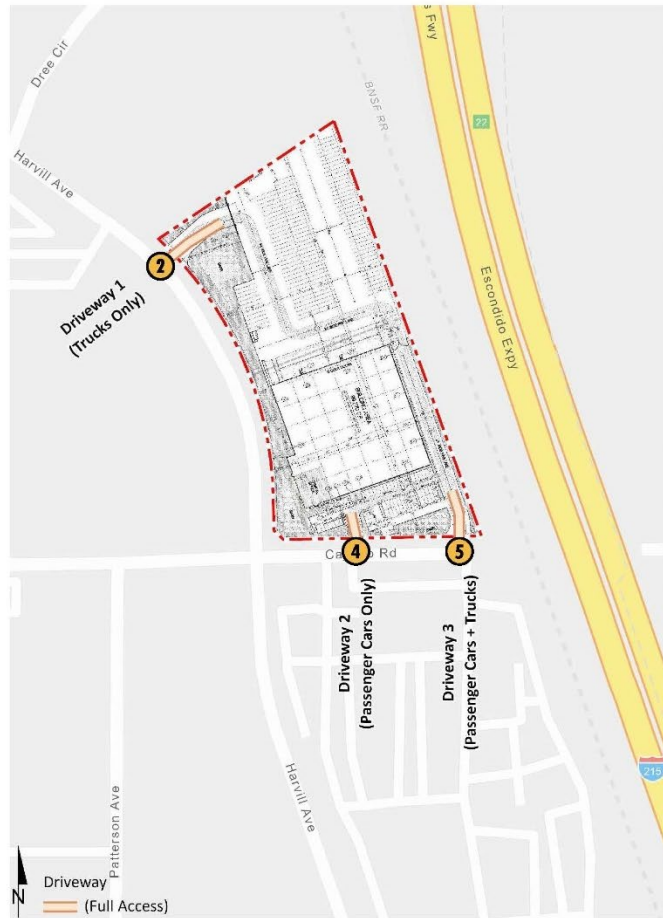 s Fwy
Dree Cir
BNSF RR
22
Harvill Ave
2
Driveway 1
(Trucks Only)
Escondido Expy
4
5
Rd
Driveway 2
(Passenger Cars Only)
Driveway 3
(Passenger Cars + Trucks)
215
Patterson Ave
Harvill Ave
N
Driveway
(Full Access)